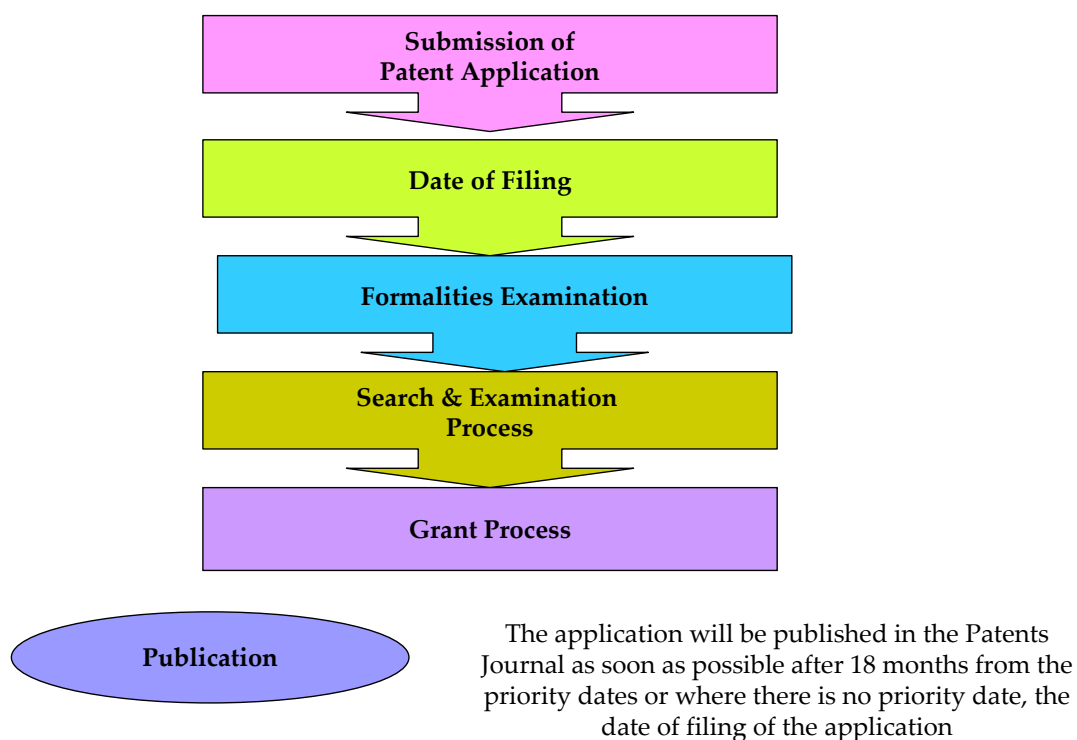 Submission of
Patent Application
Date of Filing
Formalities Examination
Search & Examination
Process
Grant Process
Publication
The application will be published in the Patents
Journal as soon as possible after 18 months from the
priority dates or where there is no priority date, the
date of filing of the application